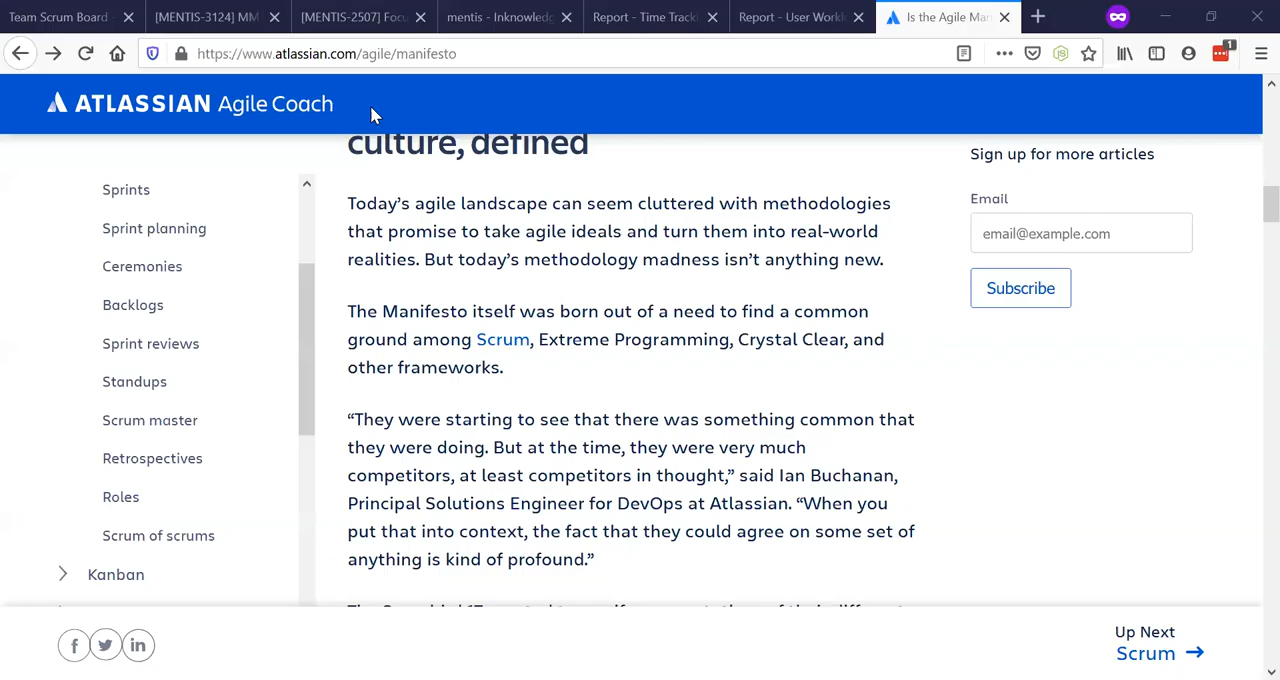 Team Scrum Board -
[MENTIS-3124] MM
[MENTIS-2507] Focu
mentis - Inknowledg
Report - Time Track
Report - User Workl
Is the Agile Man
https://www.atlassian.com/agile/manifesto
1
ATLASSIAN Agile Coach
Sprints
Sprint planning
Ceremonies
Backlogs
Sprint reviews
Standups
Scrum master
Retrospectives
Roles
Scrum of scrums
Kanban
culture, defined
Today’s agile landscape can seem cluttered with methodologies
that promise to take agile ideals and turn them into real-world
realities. But today’s methodology madness isn’t anything new.
The Manifesto itself was born out of a need to find a common
ground among Scrum, Extreme Programming, Crystal Clear, and
other frameworks.
“They were starting to see that there was something common that
they were doing. But at the time, they were very much
competitors, at least competitors in thought,” said Ian Buchanan,
Principal Solutions Engineer for DevOps at Atlassian. “When you
put that into context, the fact that they could agree on some set of
anything is kind of profound.”
Sign up for more articles
Email
email@example.com
Subscribe
Up Next
Scrum